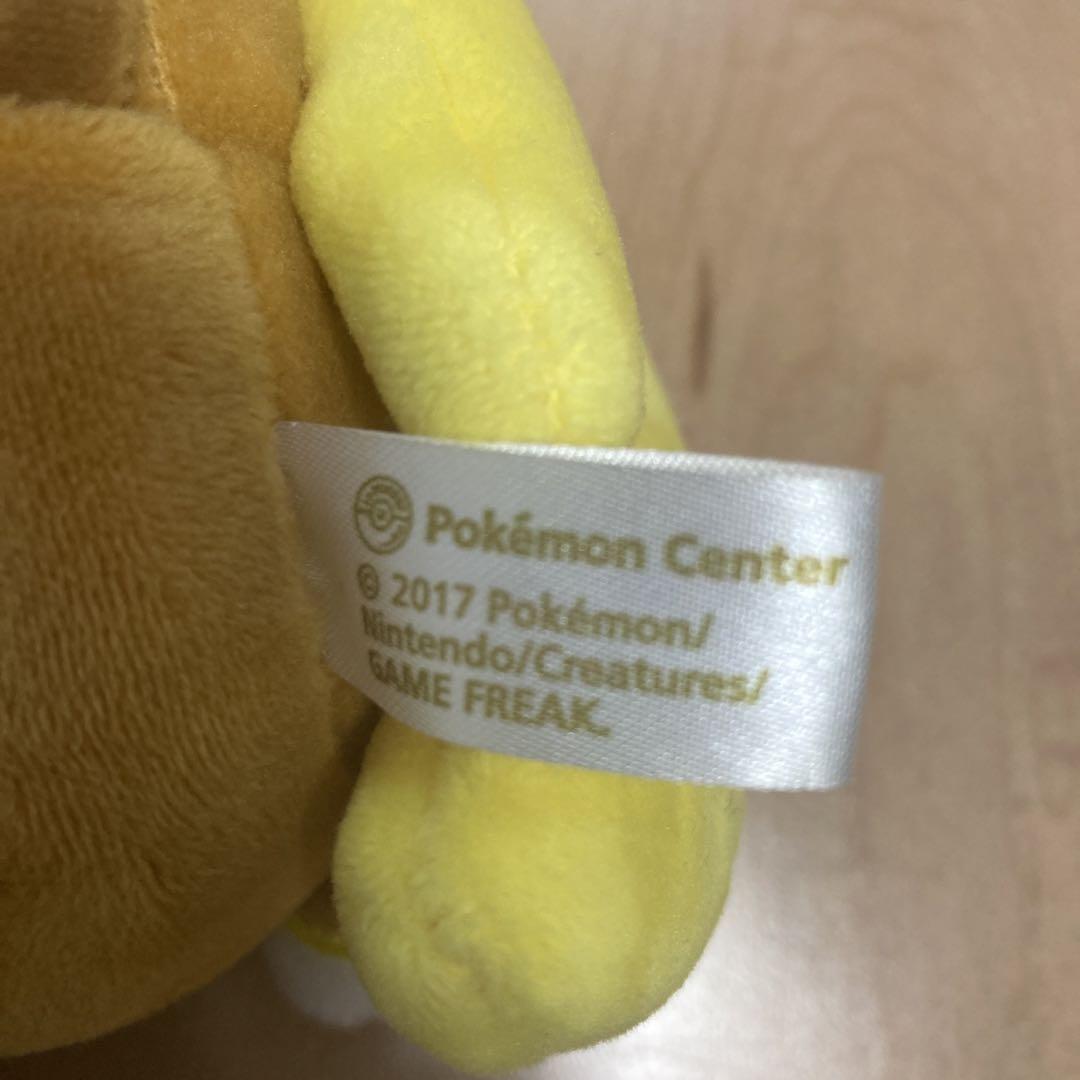 Pokémon Center
© 2017 Pokémon/
Nintendo/Creatures/
GAME FREAK.